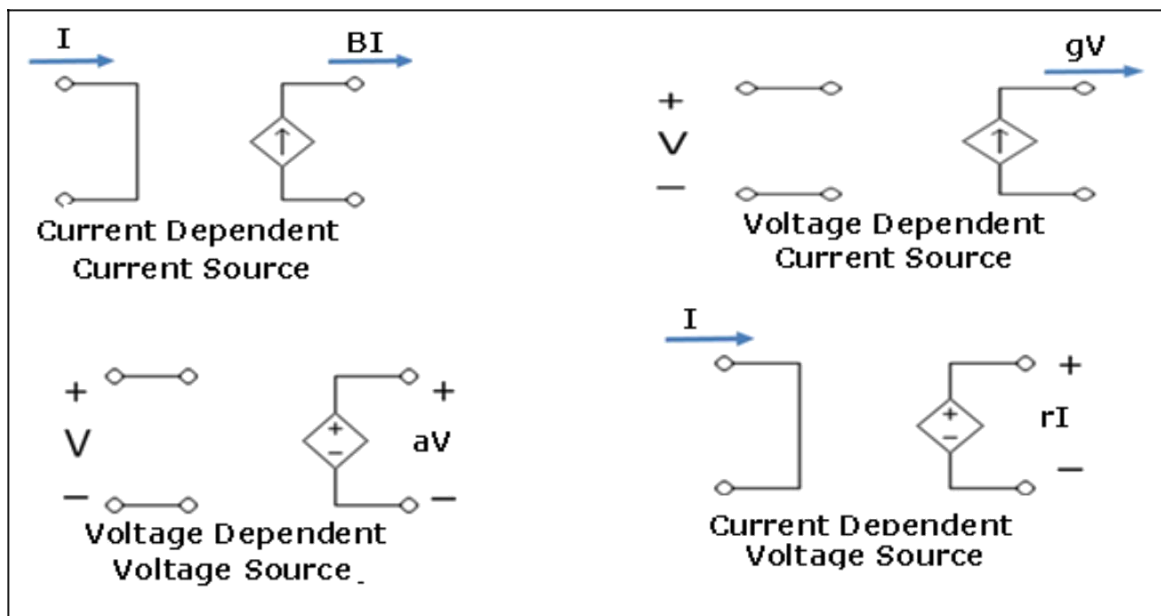 I
BI
Current Dependent
Current Source
gV
+
V
−
Voltage Dependent
Current Source
+
V
−
+
−
+
aV
−
Voltage Dependent
Voltage Source
I
+
−
+
rI
−
Current Dependent
Voltage Source